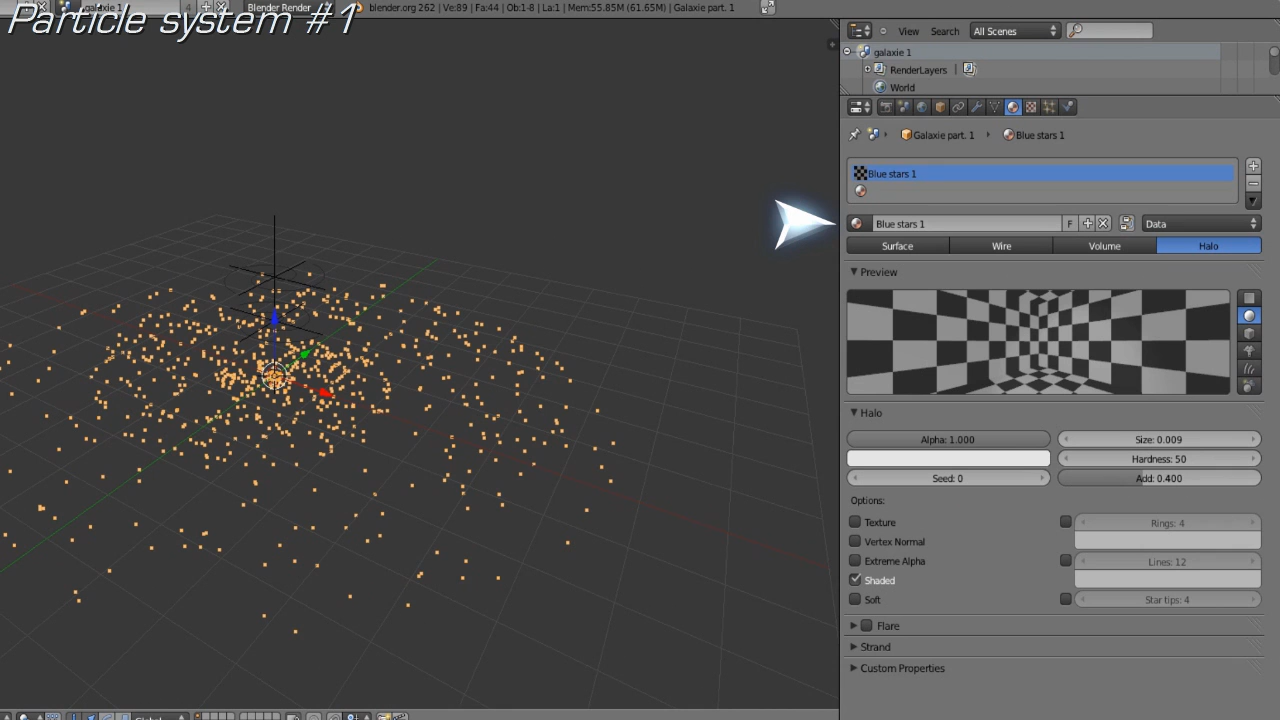 galaxie 1
4
Blender Render
blender.org 262 | Ve:89 | Fa:44 | Ob:1-8 | La:1 | Mem:55.85M (61.65M) | Galaxie part. 1
Particle system #1
View Search All Scenes
galaxie 1
RenderLayers |
World
Galaxie part. 1 Blue stars 1
Blue stars 1
Blue stars 1 F Data
Surface Wire Volume Halo
Preview
Halo
Alpha: 1.000 Size: 0.009
Hardness: 50
Seed: 0 Add: 0.400
Options:
Texture Rings: 4
Vertex Normal
Extreme Alpha Lines: 12
Shaded
Soft Star tips: 4
Flare
Strand
Custom Properties
Global